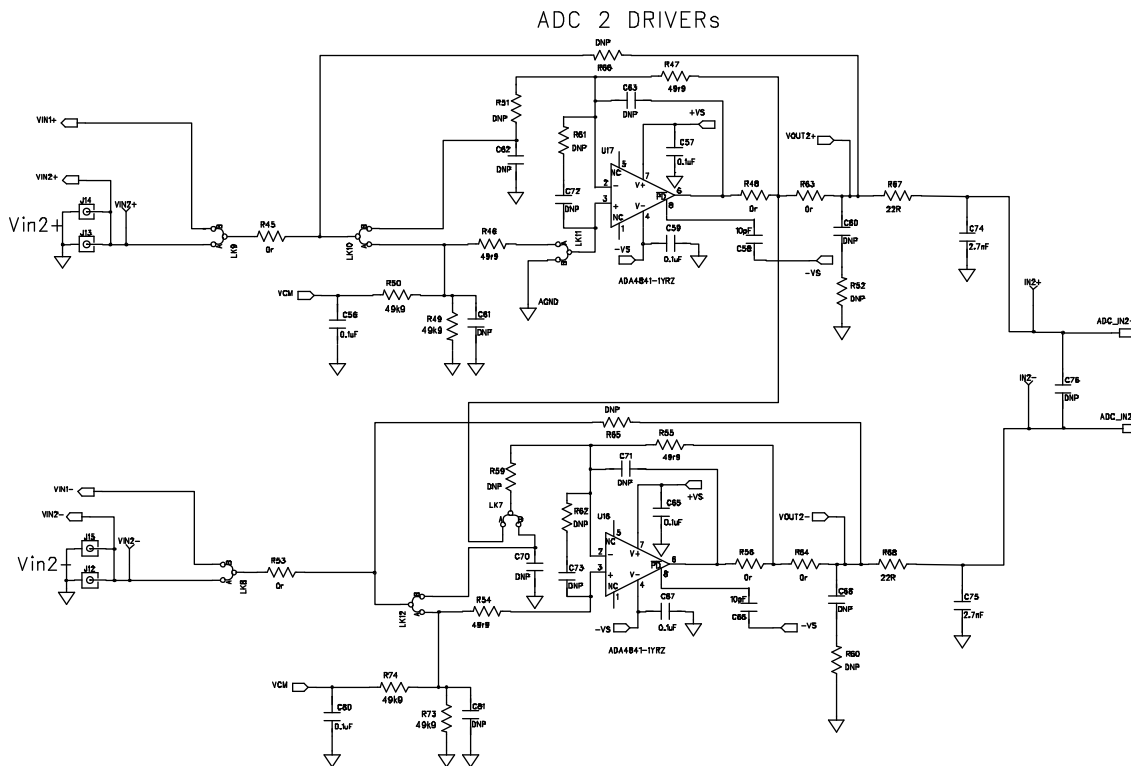 ADC 2 DRIVERs
DNP
R66
R47
49r9
C63
DNP
+VS
R51
DNP
VIN1+
R61
DNP
C62
DNP
U17
C57
0.1uF
VOUT2+
VIN2+
C72
DNP
NC
V+
V-
PD
NC
5
7
2
3
6
8
4
1
R48
0r
R63
0r
R67
22R
J14
VIN2+
Vin2+
J13
R45
0r
LK9
B
A
LK10
B
A
R46
49r9
LK11
A
B
C59
0.1uF
-VS
10pF
C58
-VS
C60
DNP
C74
2.7nF
ADA4841-1YRZ
VCM
R50
49k9
AGND
C56
0.1uF
R49
49k9
C61
DNP
R52
DNP
IN2+
ADC_IN2+
IN2-
C76
DNP
ADC_IN2
DNP
R65
R55
49r9
C71
DNP
R59
DNP
+VS
VIN1-
LK7
A
B
R62
DNP
U16
C65
0.1uF
VOUT2-
VIN2-
C70
DNP
C73
DNP
NC
V+
V-
PD
NC
5
7
2
3
6
8
4
1
R56
0r
R64
0r
R68
22R
J15
VIN2-
Vin2-
J12
LK8
B
A
R53
0r
LK12
B
A
R54
49r9
C67
0.1uF
-VS
10pF
C66
-VS
C68
DNP
C75
2.7nF
ADA4841-1YRZ
R60
DNP
VCM
R74
49k9
C80
0.1uF
R73
49k9
C81
DNP